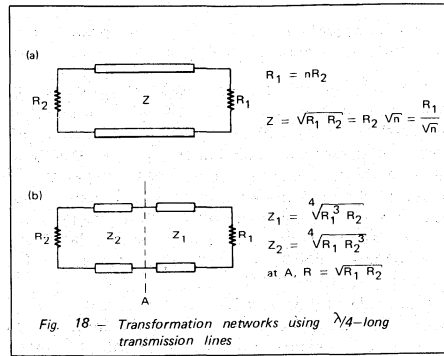 (a)
R₂
Z
R₁
R₁ = nR₂
Z = √R₁ R₂ = R₂ √n = R₁/√n
(b)
R₂
Z₂
Z₁
R₁
A
Z₁ = ⁴√R₁³ R₂
Z₂ = ⁴√R₁ R₂³
at A, R = √R₁ R₂
Fig. 18 – Transformation networks using λ/4–long
transmission lines